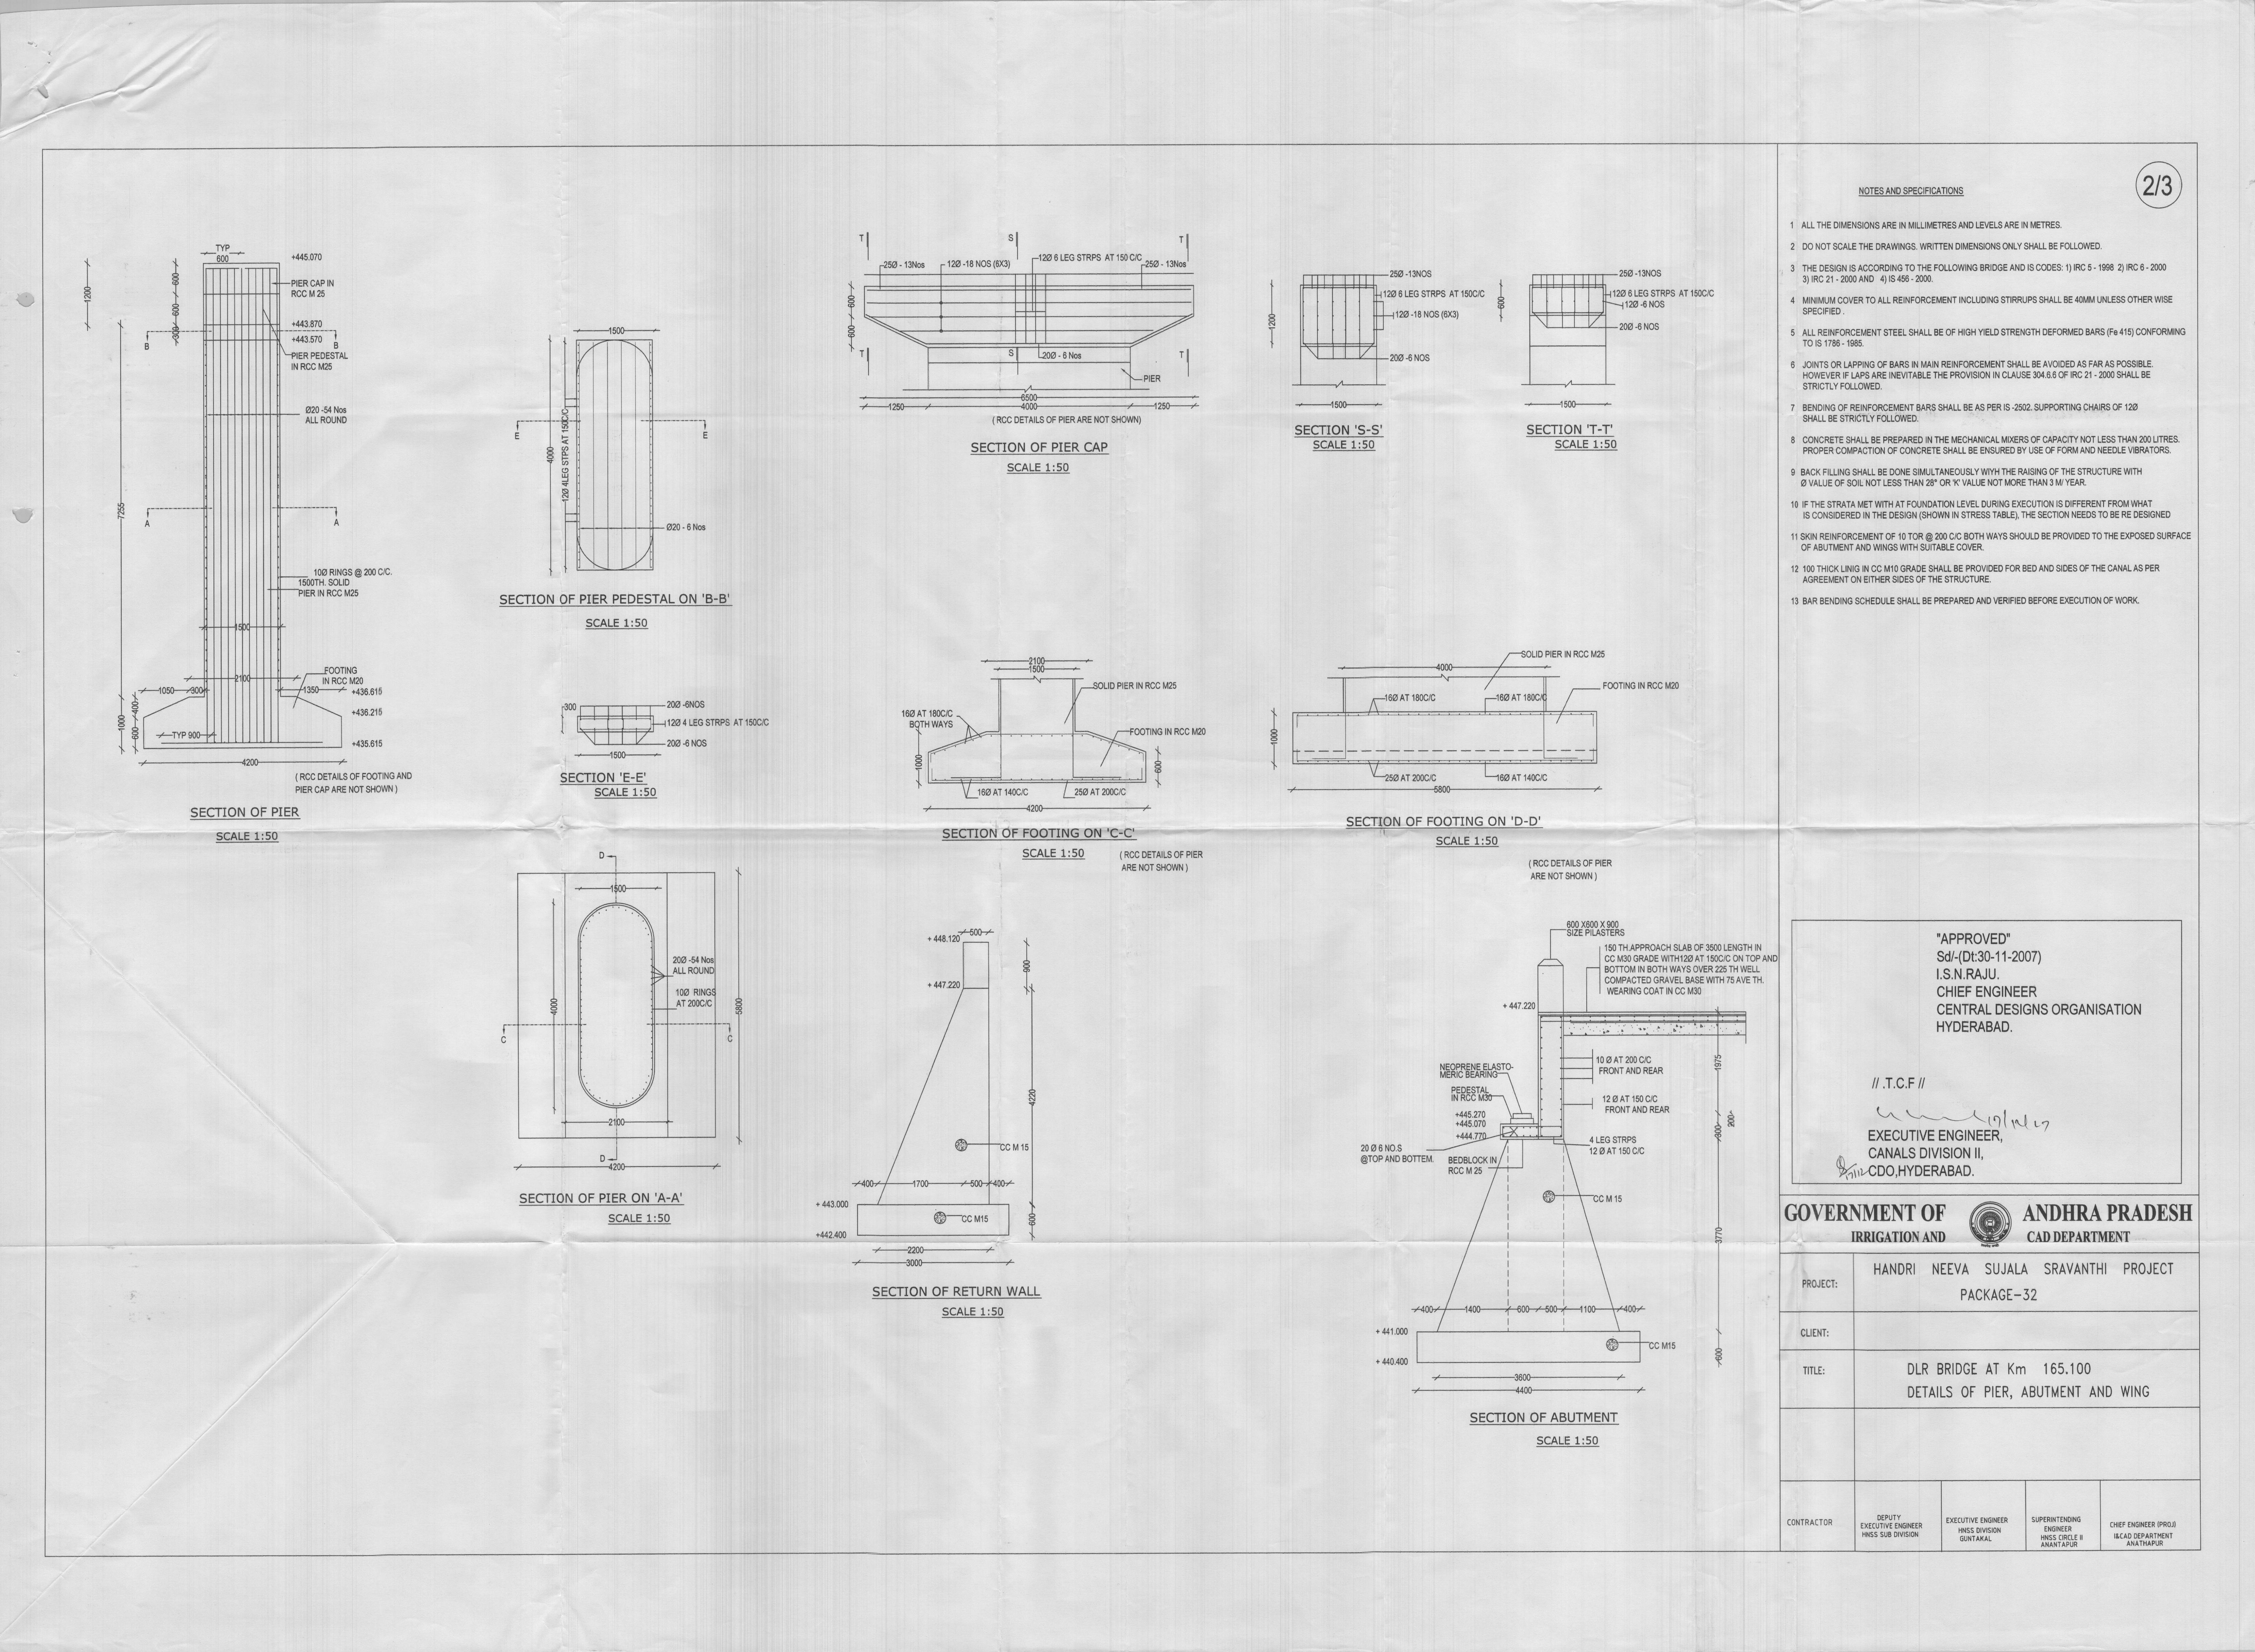 TYP
600
+445.070
600
PIER CAP IN
RCC M 25
1200
600
+443.870
300
B
B
+443.570
PIER PEDESTAL
IN RCC M25
Ø20 -54 Nos
ALL ROUND
7255
A
A
10Ø RINGS @ 200 C/C.
1500TH. SOLID
PIER IN RCC M25
1500
FOOTING
IN RCC M20
2100
1050
300
1350
+436.615
400
+436.215
1000
600
TYP 900
+435.615
4200
( RCC DETAILS OF FOOTING AND
PIER CAP ARE NOT SHOWN )
SECTION OF PIER
SCALE 1:50
1500
4000
12Ø 4LEG STPS AT 150C/C
E
E
Ø20 - 6 Nos
SECTION OF PIER PEDESTAL ON 'B-B'
SCALE 1:50
300
20Ø -6NOS
12Ø 4 LEG STRPS AT 150C/C
20Ø -6 NOS
1500
SECTION 'E-E'
SCALE 1:50
T
S
T
12Ø 6 LEG STRPS AT 150 C/C
25Ø - 13Nos
12Ø -18 NOS (6X3)
25Ø - 13Nos
600
600
T
S
T
20Ø - 6 Nos
PIER
6500
1250
4000
1250
( RCC DETAILS OF PIER ARE NOT SHOWN)
SECTION OF PIER CAP
SCALE 1:50
25Ø -13NOS
12Ø 6 LEG STRPS AT 150C/C
12Ø -18 NOS (6X3)
1200
20Ø -6 NOS
1500
SECTION 'S-S'
SCALE 1:50
25Ø -13NOS
12Ø 6 LEG STRPS AT 150C/C
12Ø -6 NOS
600
20Ø -6 NOS
1500
SECTION 'T-T'
SCALE 1:50
2100
1500
SOLID PIER IN RCC M25
16Ø AT 180C/C
BOTH WAYS
FOOTING IN RCC M20
1000
600
16Ø AT 140C/C
25Ø AT 200C/C
4200
SECTION OF FOOTING ON 'C-C'
SCALE 1:50
( RCC DETAILS OF PIER
ARE NOT SHOWN )
SOLID PIER IN RCC M25
4000
FOOTING IN RCC M20
16Ø AT 180C/C
16Ø AT 180C/C
1000
25Ø AT 200C/C
16Ø AT 140C/C
5800
SECTION OF FOOTING ON 'D-D'
SCALE 1:50
( RCC DETAILS OF PIER
ARE NOT SHOWN )
D
1500
20Ø -54 Nos
ALL ROUND
10Ø RINGS
AT 200C/C
4000
5800
C
C
2100
D
4200
SECTION OF PIER ON 'A-A'
SCALE 1:50
500
+ 448.120
900
+ 447.220
4220
CC M 15
400
1700
500
400
+ 443.000
CC M15
600
+442.400
2200
3000
SECTION OF RETURN WALL
SCALE 1:50
600 X600 X 900
SIZE PILASTERS
150 TH.APPROACH SLAB OF 3500 LENGTH IN
CC M30 GRADE WITH12Ø AT 150C/C ON TOP AND
BOTTOM IN BOTH WAYS OVER 225 TH WELL
COMPACTED GRAVEL BASE WITH 75 AVE TH.
WEARING COAT IN CC M30
+ 447.220
1975
10 Ø AT 200 C/C
FRONT AND REAR
NEOPRENE ELASTO-
MERIC BEARING
PEDESTAL
IN RCC M30
12 Ø AT 150 C/C
FRONT AND REAR
+445.270
+445.070
+444.770
300
200
20 Ø 6 NO.S
@TOP AND BOTTEM.
BEDBLOCK IN
RCC M 25
4 LEG STRPS
12 Ø AT 150 C/C
CC M 15
3770
400
1400
600
500
1100
400
+ 441.000
CC M15
600
+ 440.400
3600
4400
SECTION OF ABUTMENT
SCALE 1:50
NOTES AND SPECIFICATIONS
2/3
1 ALL THE DIMENSIONS ARE IN MILLIMETRES AND LEVELS ARE IN METRES.
2 DO NOT SCALE THE DRAWINGS. WRITTEN DIMENSIONS ONLY SHALL BE FOLLOWED.
3 THE DESIGN IS ACCORDING TO THE FOLLOWING BRIDGE AND IS CODES: 1) IRC 5 - 1998 2) IRC 6 - 2000
3) IRC 21 - 2000 AND 4) IS 456 - 2000.
4 MINIMUM COVER TO ALL REINFORCEMENT INCLUDING STIRRUPS SHALL BE 40MM UNLESS OTHER WISE
SPECIFIED .
5 ALL REINFORCEMENT STEEL SHALL BE OF HIGH YIELD STRENGTH DEFORMED BARS (Fe 415) CONFORMING
TO IS 1786 - 1985.
6 JOINTS OR LAPPING OF BARS IN MAIN REINFORCEMENT SHALL BE AVOIDED AS FAR AS POSSIBLE.
HOWEVER IF LAPS ARE INEVITABLE THE PROVISION IN CLAUSE 304.6.6 OF IRC 21 - 2000 SHALL BE
STRICTLY FOLLOWED.
7 BENDING OF REINFORCEMENT BARS SHALL BE AS PER IS -2502. SUPPORTING CHAIRS OF 12Ø
SHALL BE STRICTLY FOLLOWED.
8 CONCRETE SHALL BE PREPARED IN THE MECHANICAL MIXERS OF CAPACITY NOT LESS THAN 200 LITRES.
PROPER COMPACTION OF CONCRETE SHALL BE ENSURED BY USE OF FORM AND NEEDLE VIBRATORS.
9 BACK FILLING SHALL BE DONE SIMULTANEOUSLY WIYH THE RAISING OF THE STRUCTURE WITH
Ø VALUE OF SOIL NOT LESS THAN 28° OR 'K' VALUE NOT MORE THAN 3 M/ YEAR.
10 IF THE STRATA MET WITH AT FOUNDATION LEVEL DURING EXECUTION IS DIFFERENT FROM WHAT
IS CONSIDERED IN THE DESIGN (SHOWN IN STRESS TABLE), THE SECTION NEEDS TO BE RE DESIGNED
11 SKIN REINFORCEMENT OF 10 TOR @ 200 C/C BOTH WAYS SHOULD BE PROVIDED TO THE EXPOSED SURFACE
OF ABUTMENT AND WINGS WITH SUITABLE COVER.
12 100 THICK LINIG IN CC M10 GRADE SHALL BE PROVIDED FOR BED AND SIDES OF THE CANAL AS PER
AGREEMENT ON EITHER SIDES OF THE STRUCTURE.
13 BAR BENDING SCHEDULE SHALL BE PREPARED AND VERIFIED BEFORE EXECUTION OF WORK.
"APPROVED"
Sd/-(Dt:30-11-2007)
I.S.N.RAJU.
CHIEF ENGINEER
CENTRAL DESIGNS ORGANISATION
HYDERABAD.
// .T.C.F //
EXECUTIVE ENGINEER,
CANALS DIVISION II,
CDO,HYDERABAD.
GOVERNMENT OF ANDHRA PRADESH
IRRIGATION AND CAD DEPARTMENT
PROJECT: HANDRI NEEVA SUJALA SRAVANTHI PROJECT
PACKAGE-32
CLIENT:
TITLE: DLR BRIDGE AT Km 165.100
DETAILS OF PIER, ABUTMENT AND WING
CONTRACTOR
DEPUTY
EXECUTIVE ENGINEER
HNSS SUB DIVISION
EXECUTIVE ENGINEER
HNSS DIVISION
GUNTAKAL
SUPERINTENDING
ENGINEER
HNSS CIRCLE II
ANANTAPUR
CHIEF ENGINEER (PROJ)
I&CAD DEPARTMENT
ANATHAPUR